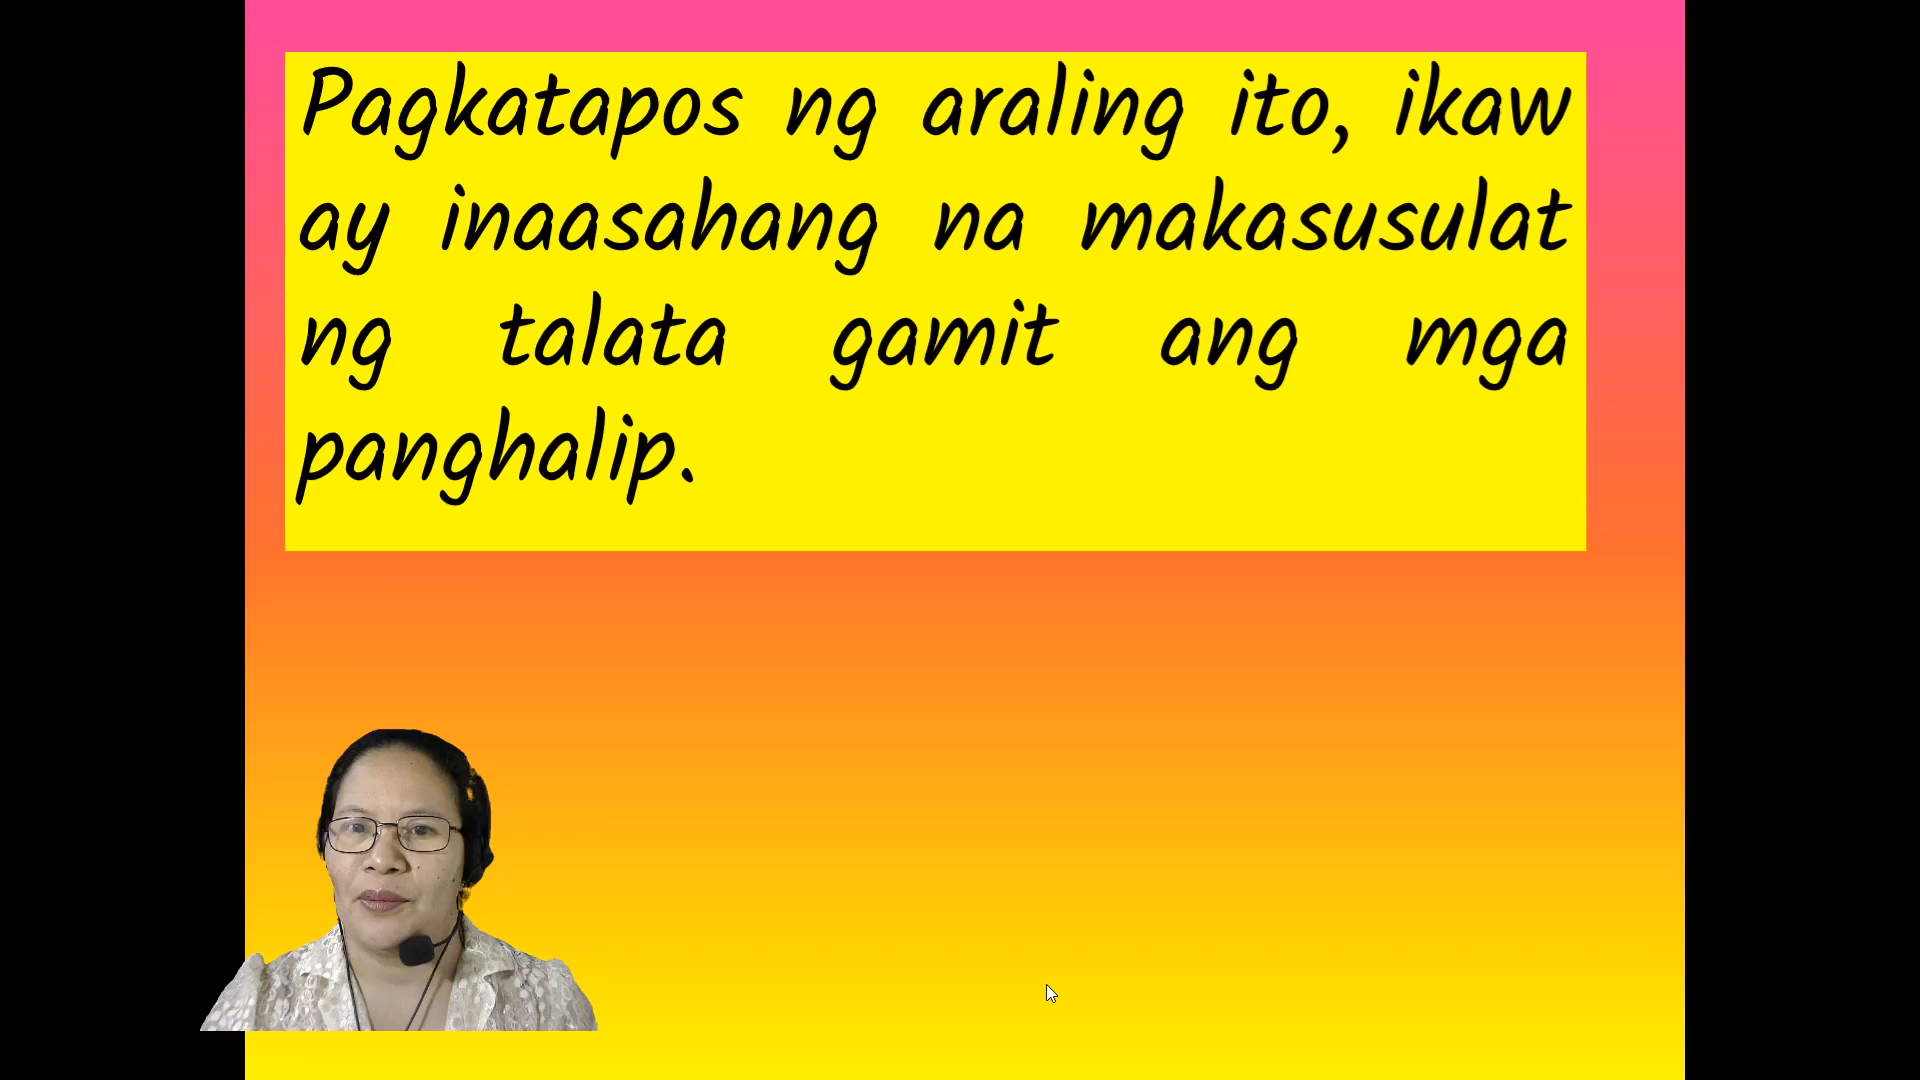 Pagkatapos ng araling ito, ikaw
ay inaasahang na makasusulat
ng talata gamit ang mga
panghalip.